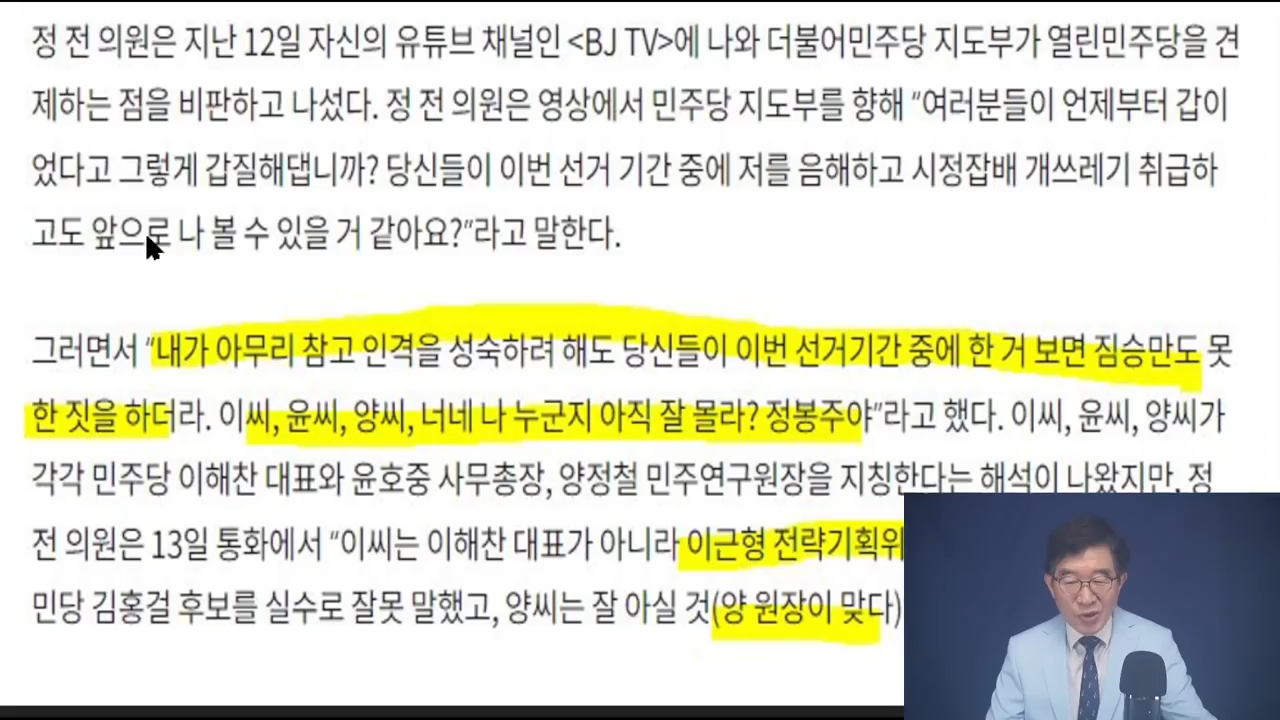 정 전 의원은 지난 12일 자신의 유튜브 채널인 <BJ TV>에 나와 더불어민주당 지도부가 열린민주당을 견
제하는 점을 비판하고 나섰다. 정 전 의원은 영상에서 민주당 지도부를 향해 "여러분들이 언제부터 갑이
었다고 그렇게 갑질해댑니까? 당신들이 이번 선거 기간 중에 저를 음해하고 시정잡배 개쓰레기 취급하
고도 앞으로 나 볼 수 있을 거 같아요?"라고 말한다.
그러면서 "내가 아무리 참고 인격을 성숙하려 해도 당신들이 이번 선거기간 중에 한 거 보면 짐승만도 못
한 짓을 하더라. 이씨, 윤씨, 양씨, 너네 나 누군지 아직 잘 몰라? 정봉주야"라고 했다. 이씨, 윤씨, 양씨가
각각 민주당 이해찬 대표와 윤호중 사무총장, 양정철 민주연구원장을 지칭한다는 해석이 나왔지만, 정
전 의원은 13일 통화에서 "이씨는 이해찬 대표가 아니라 이근형 전략기획위
민당 김홍걸 후보를 실수로 잘못 말했고, 양씨는 잘 아실 것(양 원장이 맞다)